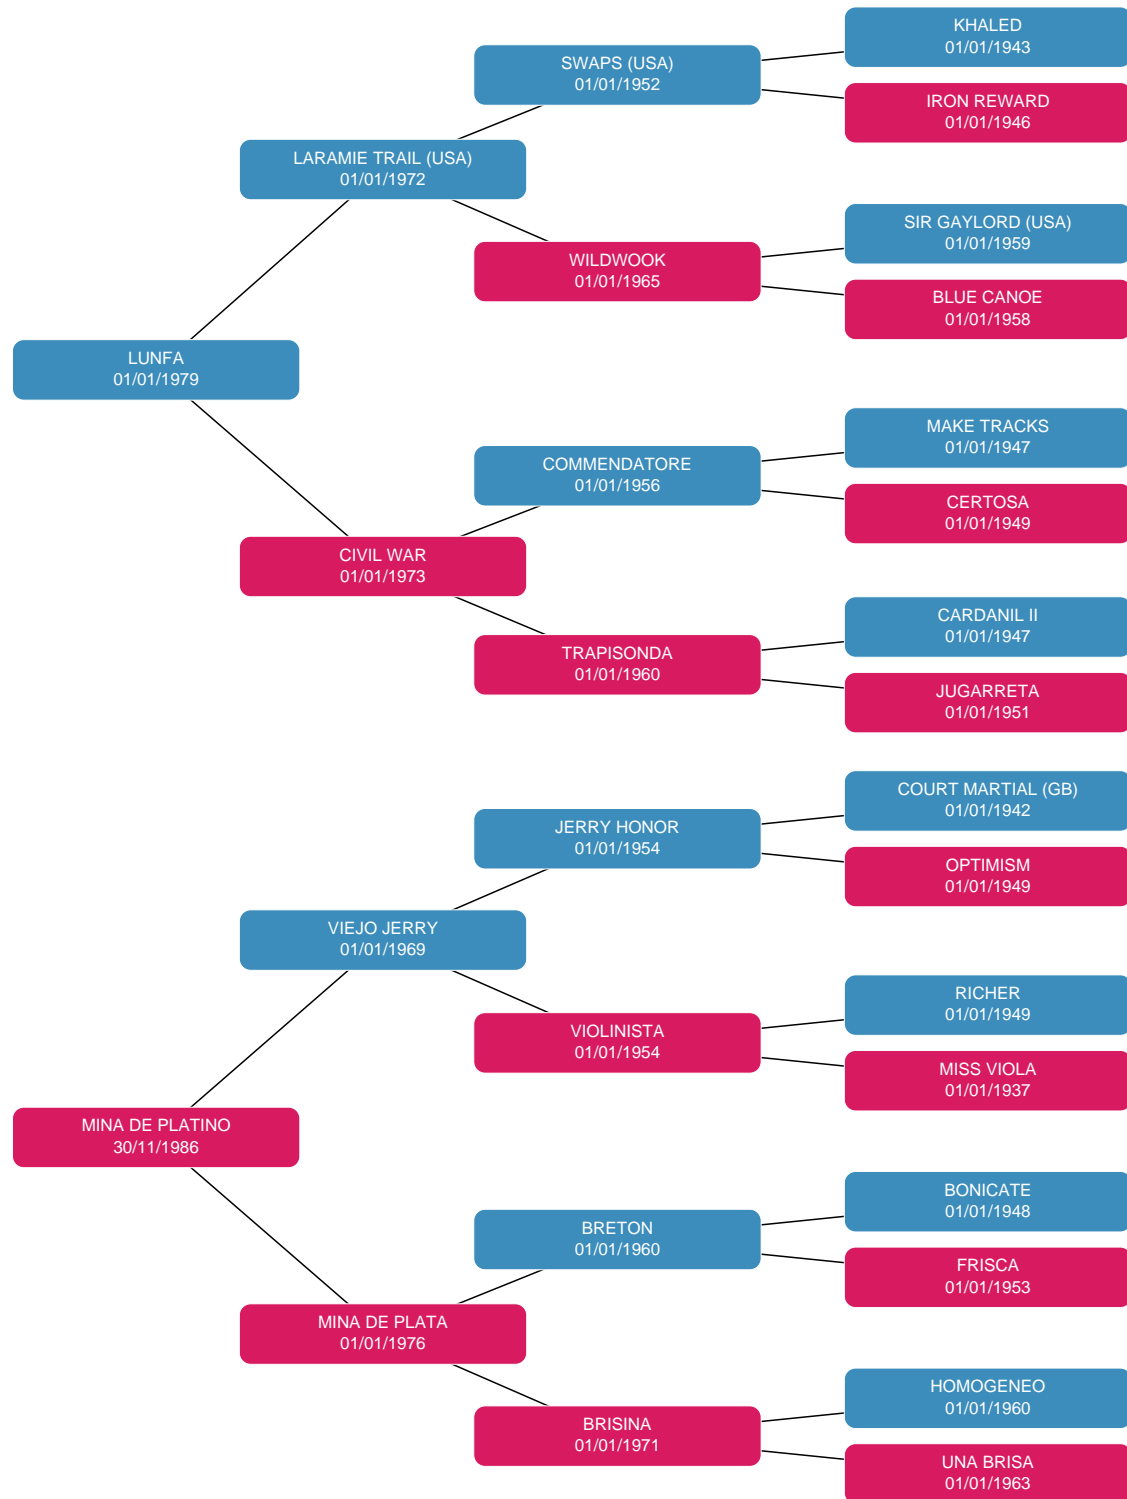 KHALED
01/01/1943
SWAPS (USA)
01/01/1952
IRON REWARD
01/01/1946
LARAMIE TRAIL (USA)
01/01/1972
SIR GAYLORD (USA)
01/01/1959
WILDWOOK
01/01/1965
BLUE CANOE
01/01/1958
LUNFA
01/01/1979
MAKE TRACKS
01/01/1947
COMMENDATORE
01/01/1956
CERTOSA
01/01/1949
CIVIL WAR
01/01/1973
CARDANIL II
01/01/1947
TRAPISONDA
01/01/1960
JUGARRETA
01/01/1951
COURT MARTIAL (GB)
01/01/1942
JERRY HONOR
01/01/1954
OPTIMISM
01/01/1949
VIEJO JERRY
01/01/1969
RICHER
01/01/1949
VIOLINISTA
01/01/1954
MISS VIOLA
01/01/1937
MINA DE PLATINO
30/11/1986
BONICATE
01/01/1948
BRETON
01/01/1960
FRISCA
01/01/1953
MINA DE PLATA
01/01/1976
HOMOGENEO
01/01/1960
BRISINA
01/01/1971
UNA BRISA
01/01/1963